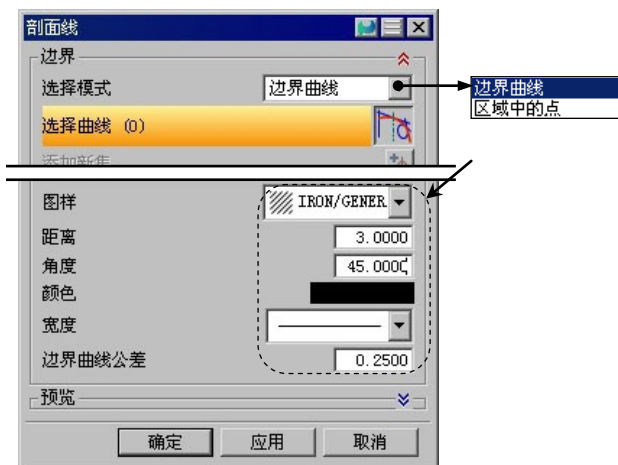 剖面线
边界
选择模式 边界曲线
边界曲线
区域中的点
选择曲线 (0)
添加新集
图样 IRON/GENER
距离 3.0000
角度 45.000
颜色
宽度
边界曲线公差 0.2500
预览
确定 应用 取消